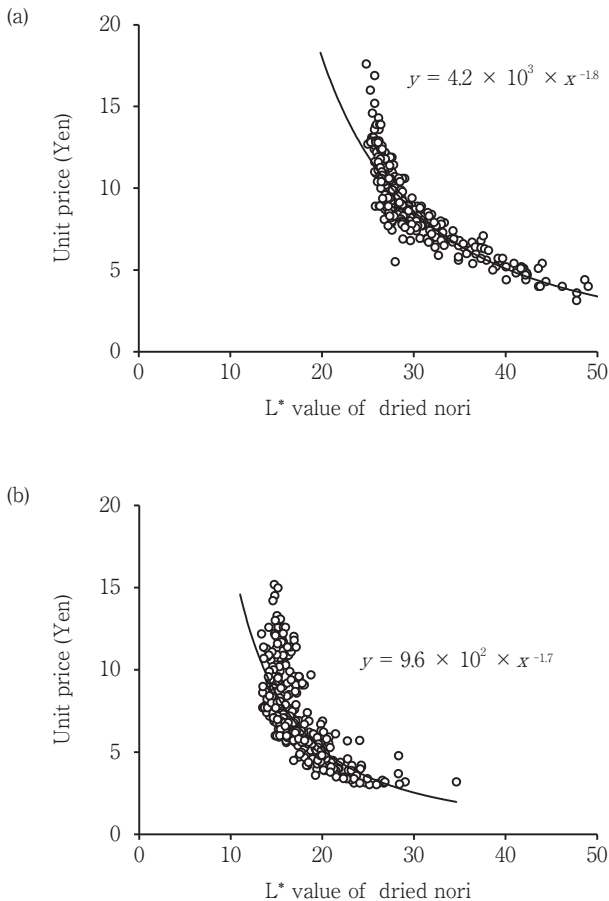 (a)
20
15
10
5
0
Unit price (Yen)
y = 4.2 × 10³ × x⁻¹·⁸
0 10 20 30 40 50
L* value of dried nori
(b)
20
15
10
5
0
Unit price (Yen)
y = 9.6 × 10² × x⁻¹·⁷
0 10 20 30 40 50
L* value of dried nori